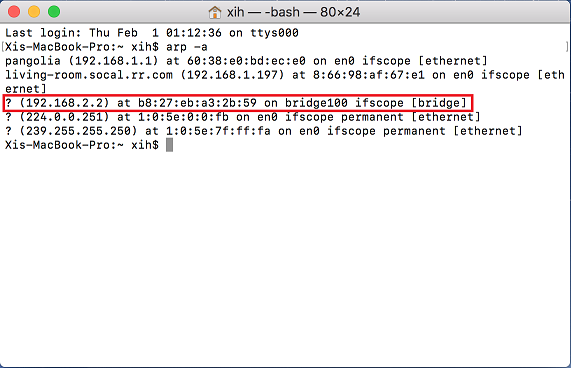 xih — -bash — 80×24
Last login: Thu Feb  1 01:12:36 on ttys000
[Xis-MacBook-Pro:~ xih$ arp -a ]
pangolia (192.168.1.1) at 60:38:e0:bd:ec:e0 on en0 ifscope [ethernet]
living-room.socal.rr.com (192.168.1.197) at 8:66:98:af:67:e1 on en0 ifscope [eth
ernet]
? (192.168.2.2) at b8:27:eb:a3:2b:59 on bridge100 ifscope [bridge]
? (224.0.0.251) at 1:0:5e:0:0:fb on en0 ifscope permanent [ethernet]
? (239.255.255.250) at 1:0:5e:7f:ff:fa on en0 ifscope permanent [ethernet]
Xis-MacBook-Pro:~ xih$